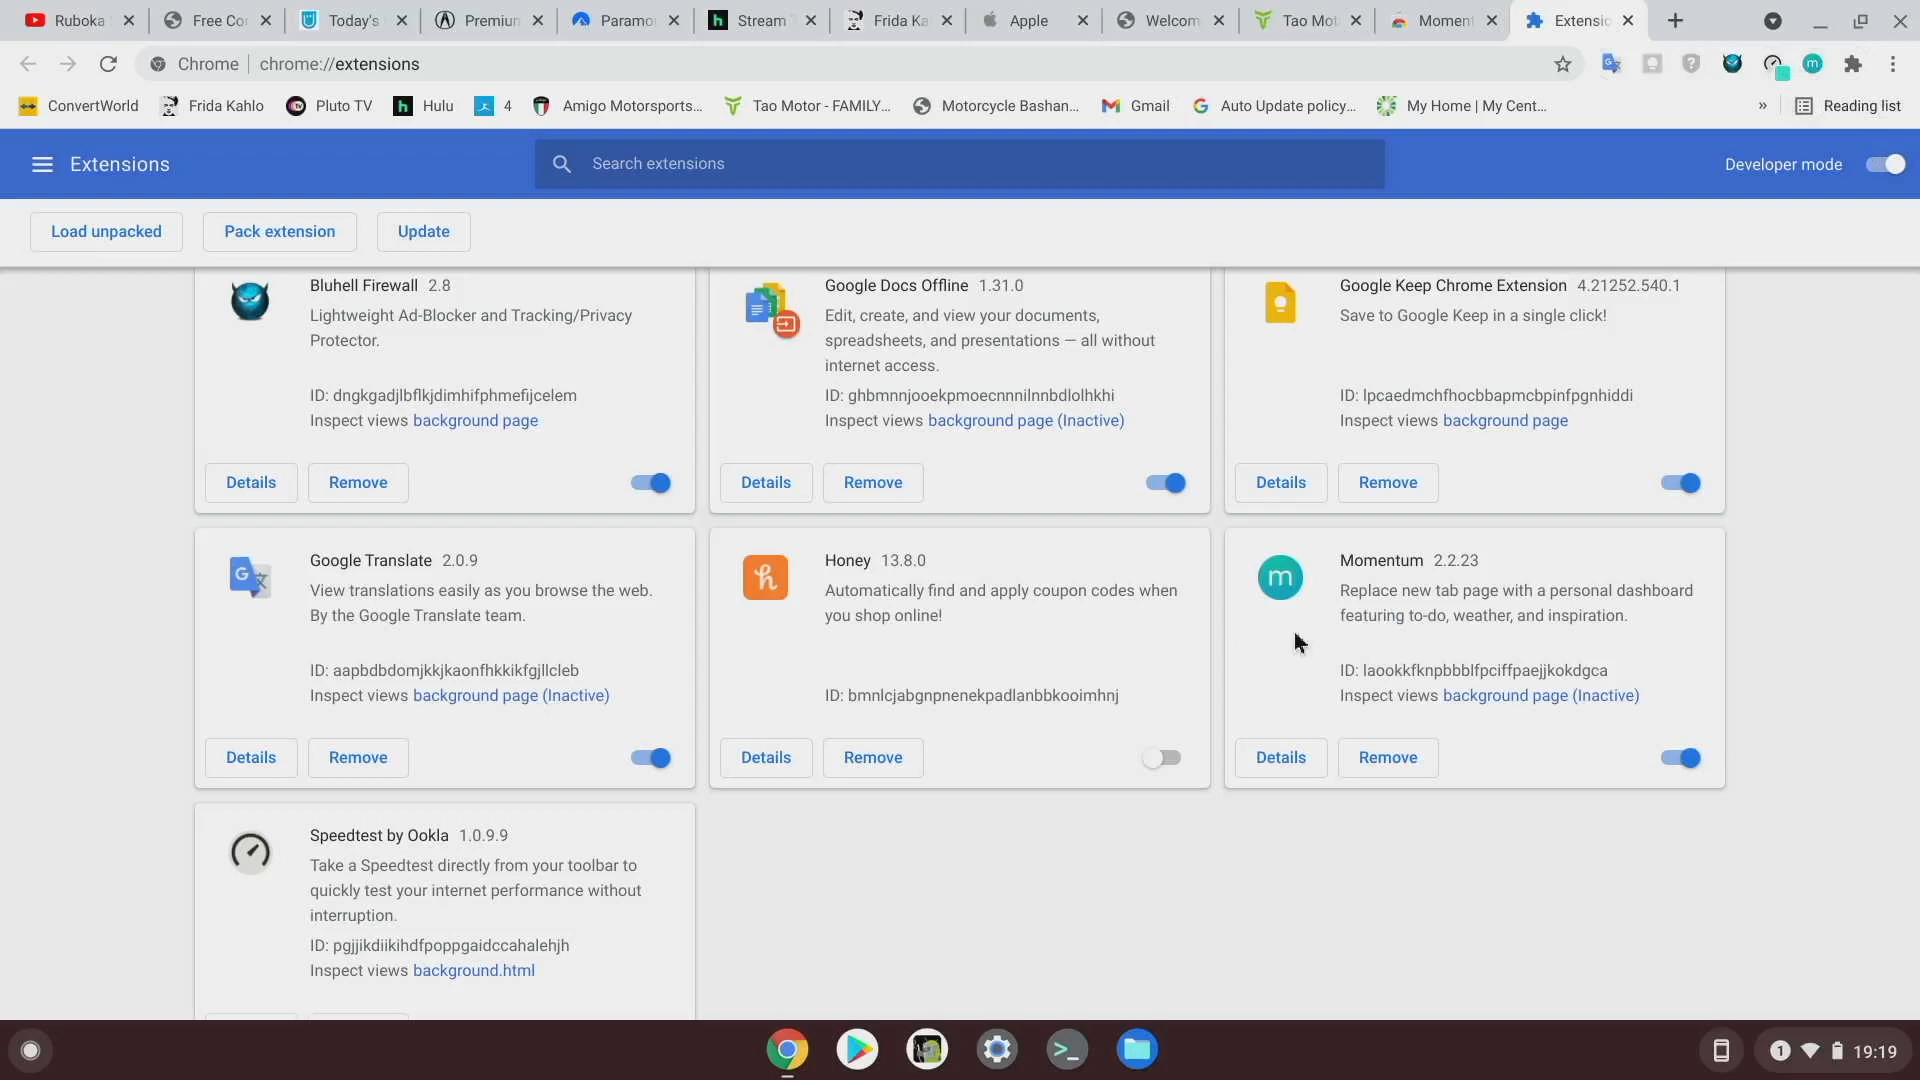 Ruboka
Free Co
Today's
Premiun
Paramo
Stream
Frida Ka
Apple
Welcom
Tao Mot
Moment
Extensio
Chrome
chrome://extensions
ConvertWorld
Frida Kahlo
Pluto TV
Hulu
4
Amigo Motorsports...
Tao Motor - FAMILY...
Motorcycle Bashan...
Gmail
Auto Update policy...
My Home | My Cent...
»
Reading list
Extensions
Search extensions
Developer mode
Load unpacked
Pack extension
Update
Bluhell Firewall 2.8
Lightweight Ad-Blocker and Tracking/Privacy
Protector.
ID: dngkgadjlbflkjdimhifphmefijcelem
Inspect views background page
Details
Remove
Google Docs Offline 1.31.0
Edit, create, and view your documents,
spreadsheets, and presentations — all without
internet access.
ID: ghbmnnjooekpmoecnnnilnnbdlolhkhi
Inspect views background page (Inactive)
Details
Remove
Google Keep Chrome Extension 4.21252.540.1
Save to Google Keep in a single click!
ID: lpcaedmchfhocbbapmcbpinfpgnhiddi
Inspect views background page
Details
Remove
Google Translate 2.0.9
View translations easily as you browse the web.
By the Google Translate team.
ID: aapbdbdomjkkjkaonfhkkikfgjllcleb
Inspect views background page (Inactive)
Details
Remove
Honey 13.8.0
Automatically find and apply coupon codes when
you shop online!
ID: bmnlcjabgnpnenekpadlanbbkooimhnj
Details
Remove
m
Momentum 2.2.23
Replace new tab page with a personal dashboard
featuring to-do, weather, and inspiration.
ID: laookkfknpbbblfpciffpaejjkokdgca
Inspect views background page (Inactive)
Details
Remove
Speedtest by Ookla 1.0.9.9
Take a Speedtest directly from your toolbar to
quickly test your internet performance without
interruption.
ID: pgjjikdiikihdfpoppgaidccahalehjh
Inspect views background.html
1
19:19